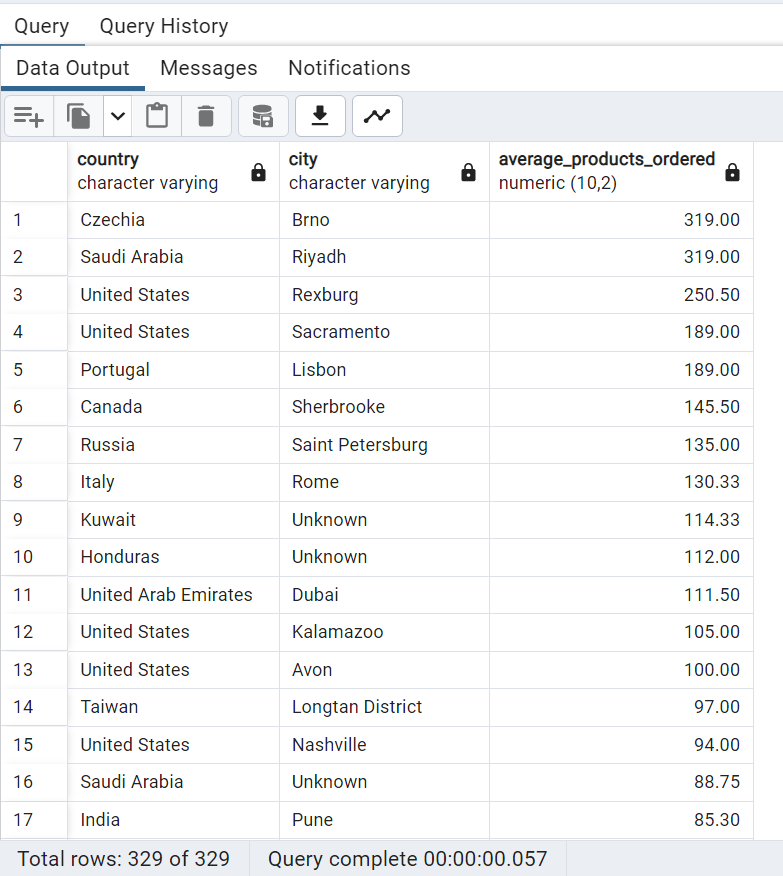 Query Query History
Data Output Messages Notifications
country city average_products_ordered
character varying character varying numeric (10,2)
1 Czechia Brno 319.00
2 Saudi Arabia Riyadh 319.00
3 United States Rexburg 250.50
4 United States Sacramento 189.00
5 Portugal Lisbon 189.00
6 Canada Sherbrooke 145.50
7 Russia Saint Petersburg 135.00
8 Italy Rome 130.33
9 Kuwait Unknown 114.33
10 Honduras Unknown 112.00
11 United Arab Emirates Dubai 111.50
12 United States Kalamazoo 105.00
13 United States Avon 100.00
14 Taiwan Longtan District 97.00
15 United States Nashville 94.00
16 Saudi Arabia Unknown 88.75
17 India Pune 85.30
Total rows: 329 of 329 Query complete 00:00:00.057